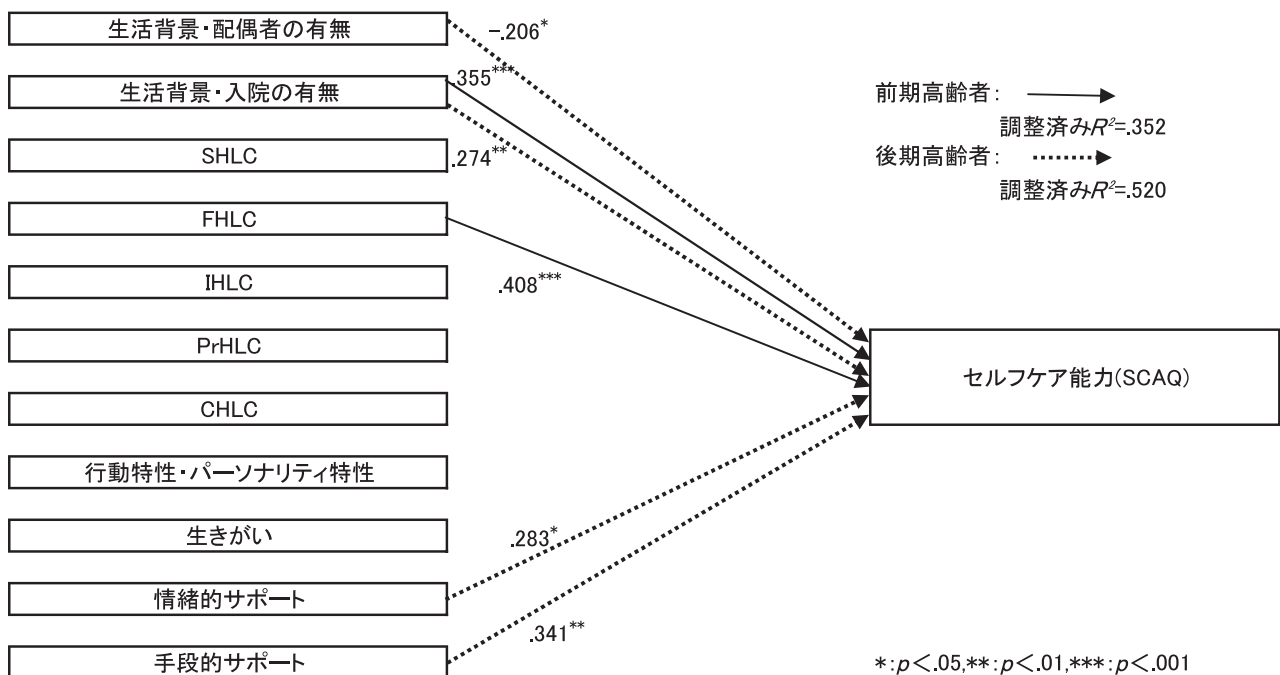 生活背景・配偶者の有無
-.206*
生活背景・入院の有無
.355***
SHLC
.274**
FHLC
.408***
IHLC
PrHLC
CHLC
行動特性・パーソナリティ特性
生きがい
.283*
情緒的サポート
.341**
手段的サポート
前期高齢者:
調整済みR²=.352
後期高齢者:
調整済みR²=.520
セルフケア能力(SCAQ)
*:p<.05,**:p<.01,***:p<.001